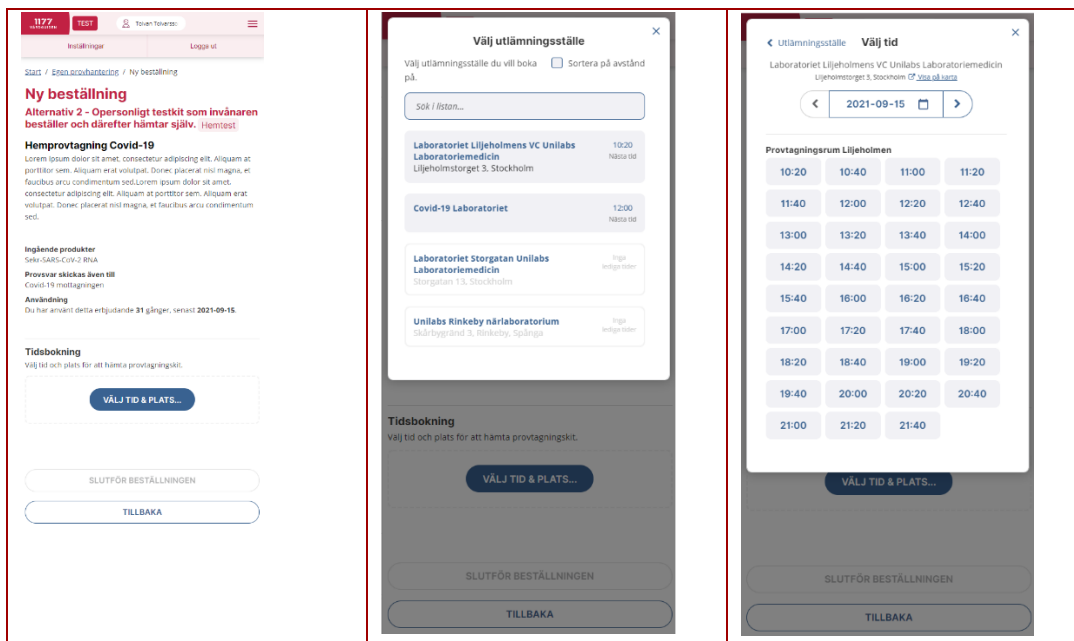 1177
TEST
Tolvan Tolvarss:
Inställningar
Logga ut
Start / Egen provhantering / Ny beställning
Ny beställning
Alternativ 2 – Opersonligt testkit som invånaren
beställer och därefter hämtar själv. Hemtest
Hemprovtagning Covid-19
Lorem ipsum dolor sit amet, consectetur adipiscing elit. Aliquam at
porttitor sem. Aliquam erat volutpat. Donec placerat nisl magna, et
faucibus arcu condimentum sed.Lorem ipsum dolor sit amet,
consectetur adipiscing elit. Aliquam at porttitor sem. Aliquam erat
volutpat. Donec placerat nisl magna, et faucibus arcu condimentum
sed.
Ingående produkter
Sekr-SARS-CoV-2 RNA
Provsvar skickas även till
Covid-19 mottagningen
Användning
Du har använt detta erbjudande 31 gånger, senast 2021-09-15.
Tidsbokning
Välj tid och plats för att hämta provtagningskit.
VÄLJ TID & PLATS...
SLUTFÖR BESTÄLLNINGEN
TILLBAKA
Välj utlämningsställe
Välj utlämningsställe du vill boka
på.
Sortera på avstånd
Sök i listan...
Laboratoriet Liljeholmens VC Unilabs
Laboratoriemedicin
Liljeholmstorget 3, Stockholm
10:20
Nästa tid
Covid-19 Laboratoriet
12:00
Nästa tid
Laboratoriet Storgatan Unilabs
Laboratoriemedicin
Storgatan 13, Stockholm
Inga
lediga tider
Unilabs Rinkeby närlaboratorium
Skårbygränd 3, Rinkeby, Spånga
Inga
lediga tider
Tidsbokning
Välj tid och plats för att hämta provtagningskit.
VÄLJ TID & PLATS...
SLUTFÖR BESTÄLLNINGEN
TILLBAKA
Utlämningsställe Välj tid
Laboratoriet Liljeholmens VC Unilabs Laboratoriemedicin
Liljeholmstorget 3, Stockholm Visa på karta
2021-09-15
Provtagningsrum Liljeholmen
10:20 10:40 11:00 11:20
11:40 12:00 12:20 12:40
13:00 13:20 13:40 14:00
14:20 14:40 15:00 15:20
15:40 16:00 16:20 16:40
17:00 17:20 17:40 18:00
18:20 18:40 19:00 19:20
19:40 20:00 20:20 20:40
21:00 21:20 21:40
VÄLJ TID & PLATS...
SLUTFÖR BESTÄLLNINGEN
TILLBAKA